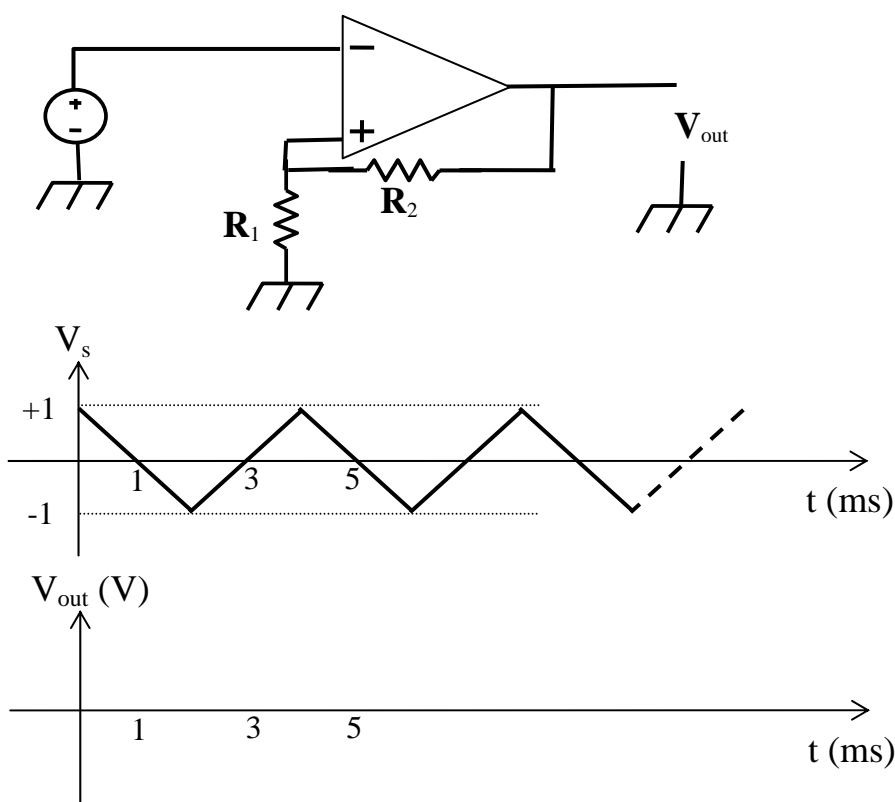 −
+
−
+
V_out
R_2
R_1
V_s
+1
1 3 5
-1
t (ms)
V_out (V)
1 3 5
t (ms)